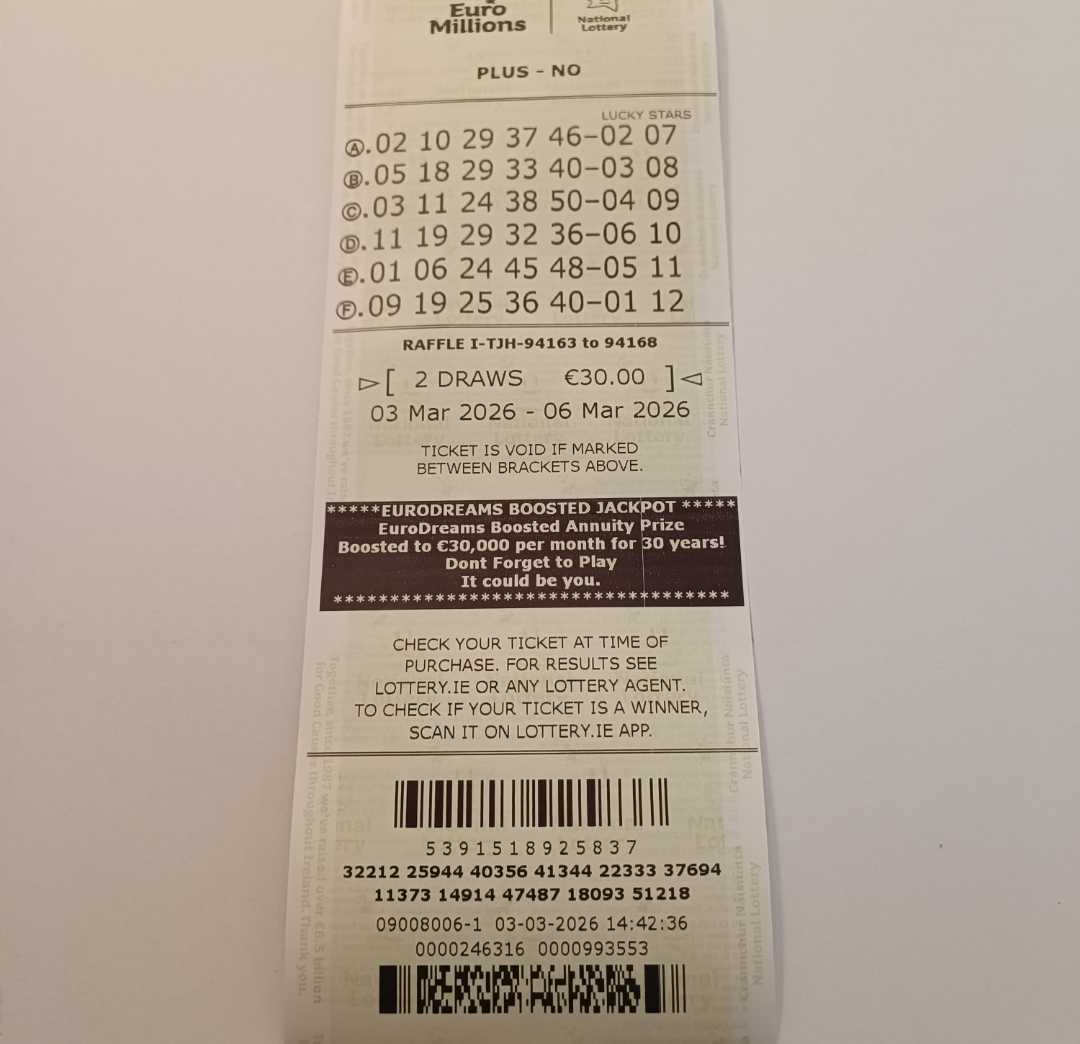 Euro
Millions
National
Lottery
PLUS - NO
LUCKY STARS
A.02 10 29 37 46-02 07
B.05 18 29 33 40-03 08
C.03 11 24 38 50-04 09
D.11 19 29 32 36-06 10
E.01 06 24 45 48-05 11
F.09 19 25 36 40-01 12
RAFFLE I-TJH-94163 to 94168
[ 2 DRAWS €30.00 ]
03 Mar 2026 - 06 Mar 2026
TICKET IS VOID IF MARKED
BETWEEN BRACKETS ABOVE.
*****EURODREAMS BOOSTED JACKPOT *****
EuroDreams Boosted Annuity Prize
Boosted to €30,000 per month for 30 years!
Dont Forget to Play
It could be you.
************************************
CHECK YOUR TICKET AT TIME OF
PURCHASE. FOR RESULTS SEE
LOTTERY.IE OR ANY LOTTERY AGENT.
TO CHECK IF YOUR TICKET IS A WINNER,
SCAN IT ON LOTTERY.IE APP.
5391518925837
32212 25944 40356 41344 22333 37694
11373 14914 47487 18093 51218
09008006-1 03-03-2026 14:42:36
0000246316 0000993553
Crannchur Náisiúnta
National Lottery